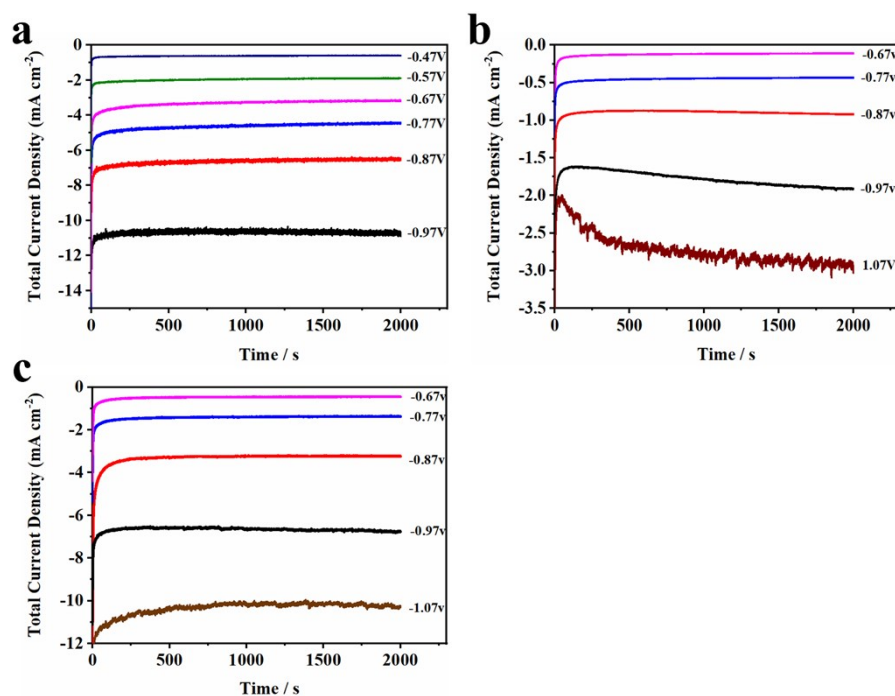 a
Total Current Density (mA cm⁻²)
0
-2
-4
-6
-8
-10
-12
-14
-0.47V
-0.57V
-0.67V
-0.77V
-0.87V
-0.97V
0 500 1000 1500 2000
Time / s
b
Total Current Density (mA cm⁻²)
0.0
-0.5
-1.0
-1.5
-2.0
-2.5
-3.0
-3.5
-0.67v
-0.77v
-0.87v
-0.97v
1.07V
0 500 1000 1500 2000
Time / s
c
Total Current Density (mA cm⁻²)
0
-2
-4
-6
-8
-10
-12
-0.67v
-0.77v
-0.87v
-0.97v
-1.07v
0 500 1000 1500 2000
Time / s